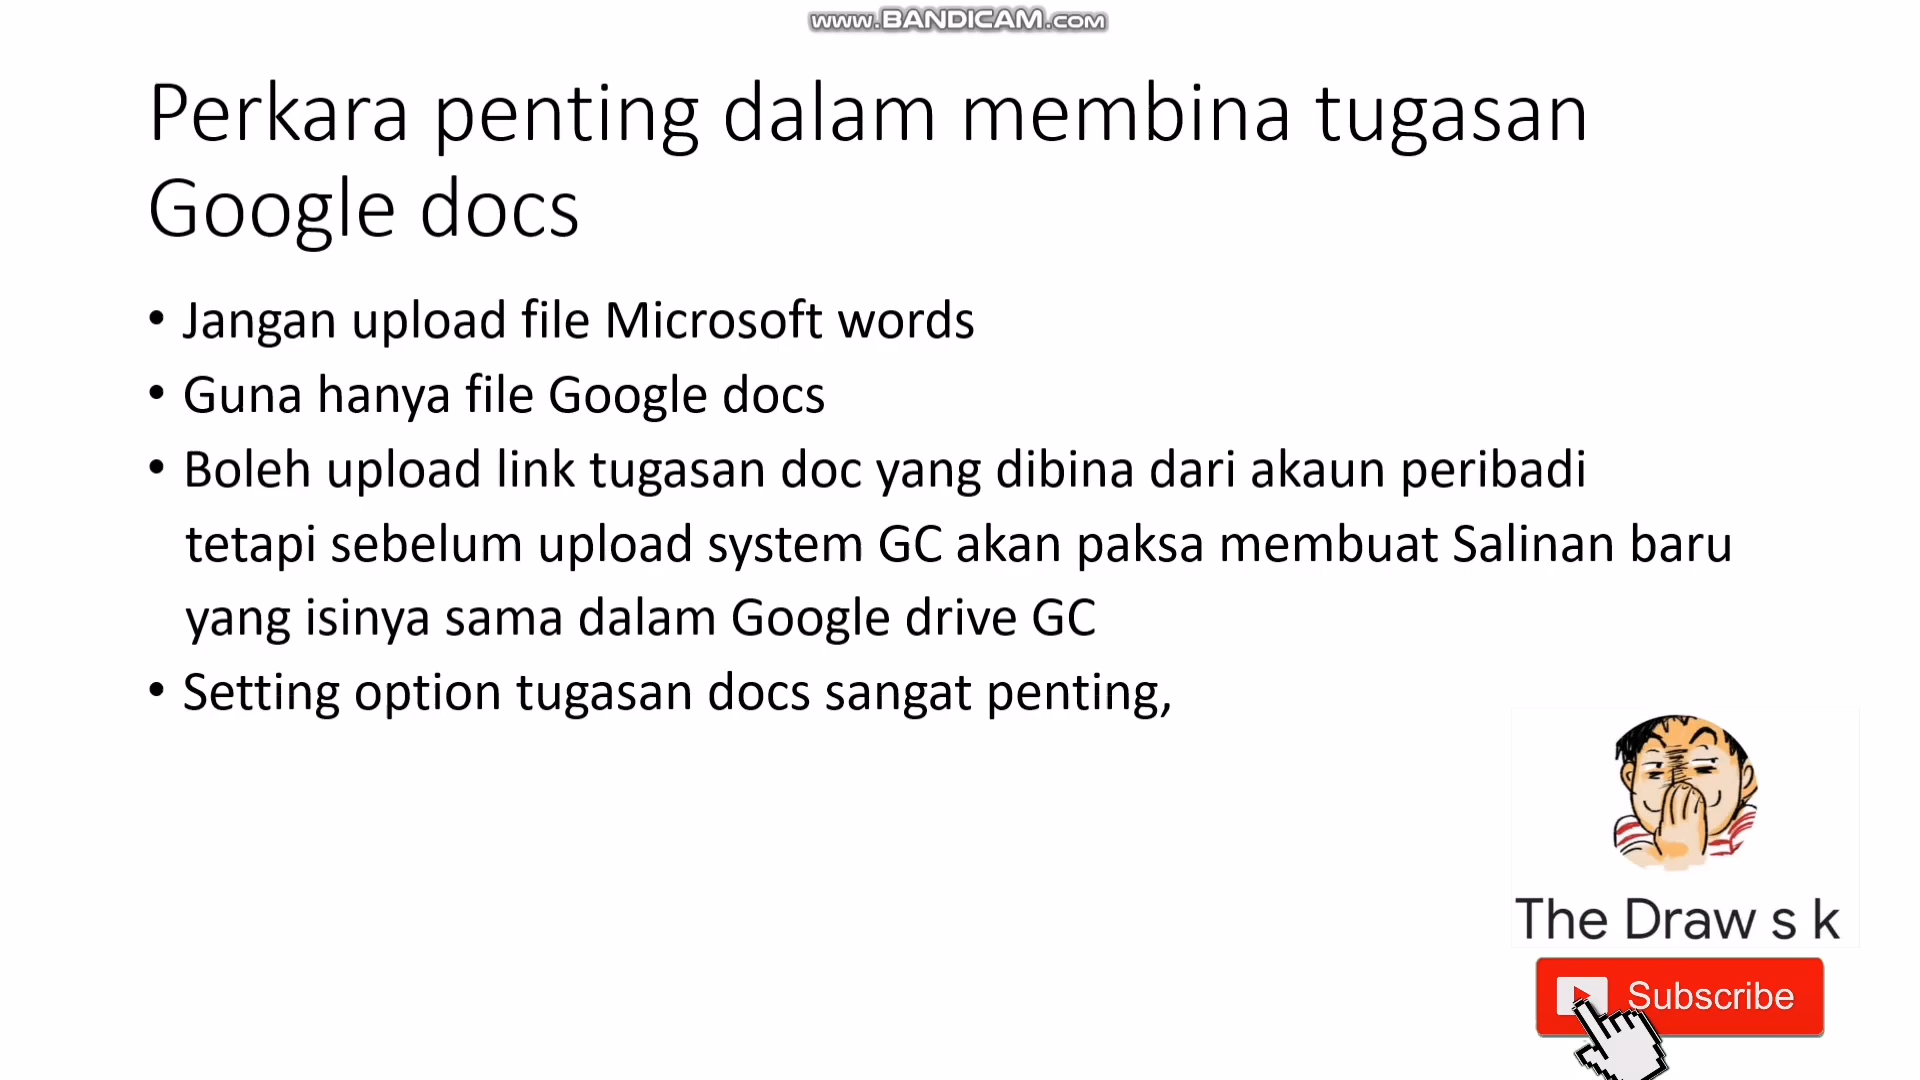 www.BANDICAM.com
Perkara penting dalam membina tugasan
Google docs
• Jangan upload file Microsoft words
• Guna hanya file Google docs
• Boleh upload link tugasan doc yang dibina dari akaun peribadi
tetapi sebelum upload system GC akan paksa membuat Salinan baru
yang isinya sama dalam Google drive GC
• Setting option tugasan docs sangat penting,
The Draw s k
Subscribe